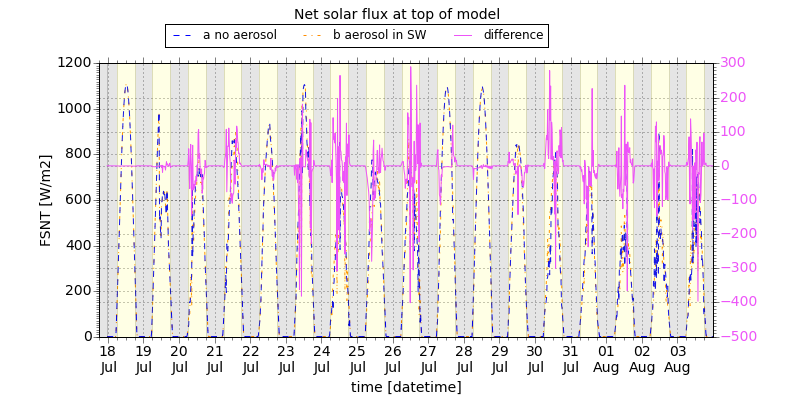 Net solar flux at top of model
a no aerosol b aerosol in SW difference
FSNT [W/m2]
1200
1000
800
600
400
200
0
300
200
100
0
−100
−200
−300
−400
−500
18 19 20 21 22 23 24 25 26 27 28 29 30 31 01 02 03
Jul Jul Jul Jul Jul Jul Jul Jul Jul Jul Jul Jul Jul Jul Aug Aug Aug
time [datetime]